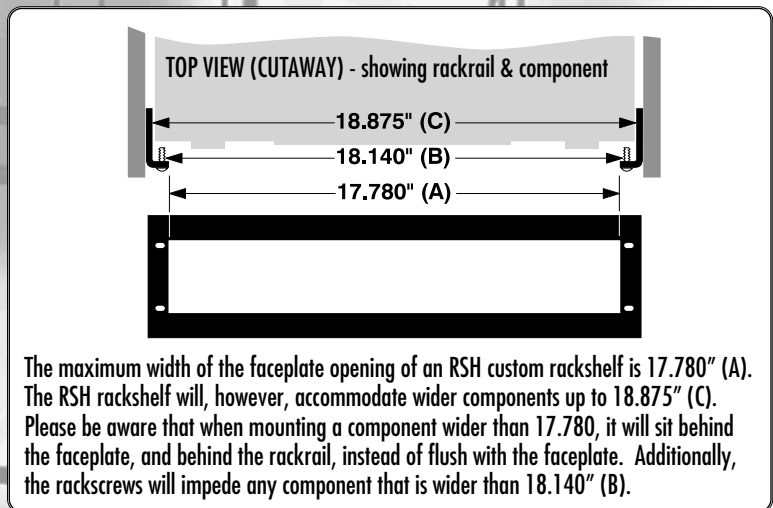 TOP VIEW (CUTAWAY) - showing rackrail & component
18.875" (C)
18.140" (B)
17.780" (A)
The maximum width of the faceplate opening of an RSH custom rackshelf is 17.780” (A).
The RSH rackshelf will, however, accommodate wider components up to 18.875” (C).
Please be aware that when mounting a component wider than 17.780, it will sit behind
the faceplate, and behind the rackrail, instead of flush with the faceplate.  Additionally,
the rackscrews will impede any component that is wider than 18.140” (B).